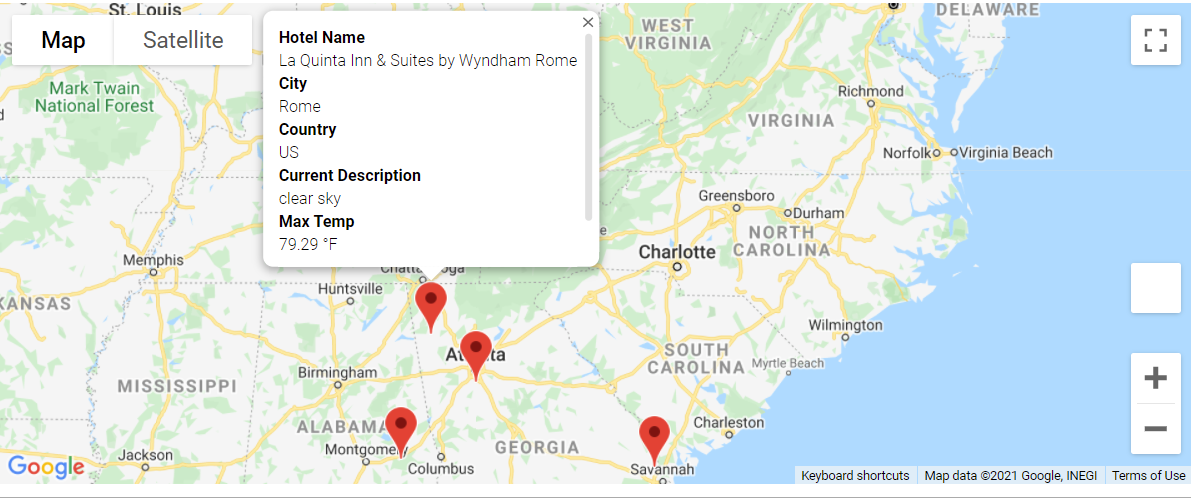 St. Louis
Map
Satellite
Hotel Name
La Quinta Inn & Suites by Wyndham Rome
City
Rome
Country
US
Current Description
clear sky
Max Temp
79.29 °F
WEST
VIRGINIA
DELAWARE
Mark Twain
National Forest
Richmond
VIRGINIA
Norfolk
Virginia Beach
Greensboro
Durham
NORTH
CAROLINA
Charlotte
Memphis
Huntsville
KANSAS
Wilmington
SOUTH
CAROLINA
Myrtle Beach
Birmingham
MISSISSIPPI
ALABAMA
Montgomery
GEORGIA
Charleston
Jackson
Columbus
Savannah
Google
Keyboard shortcuts
Map data ©2021 Google, INEGI
Terms of Use